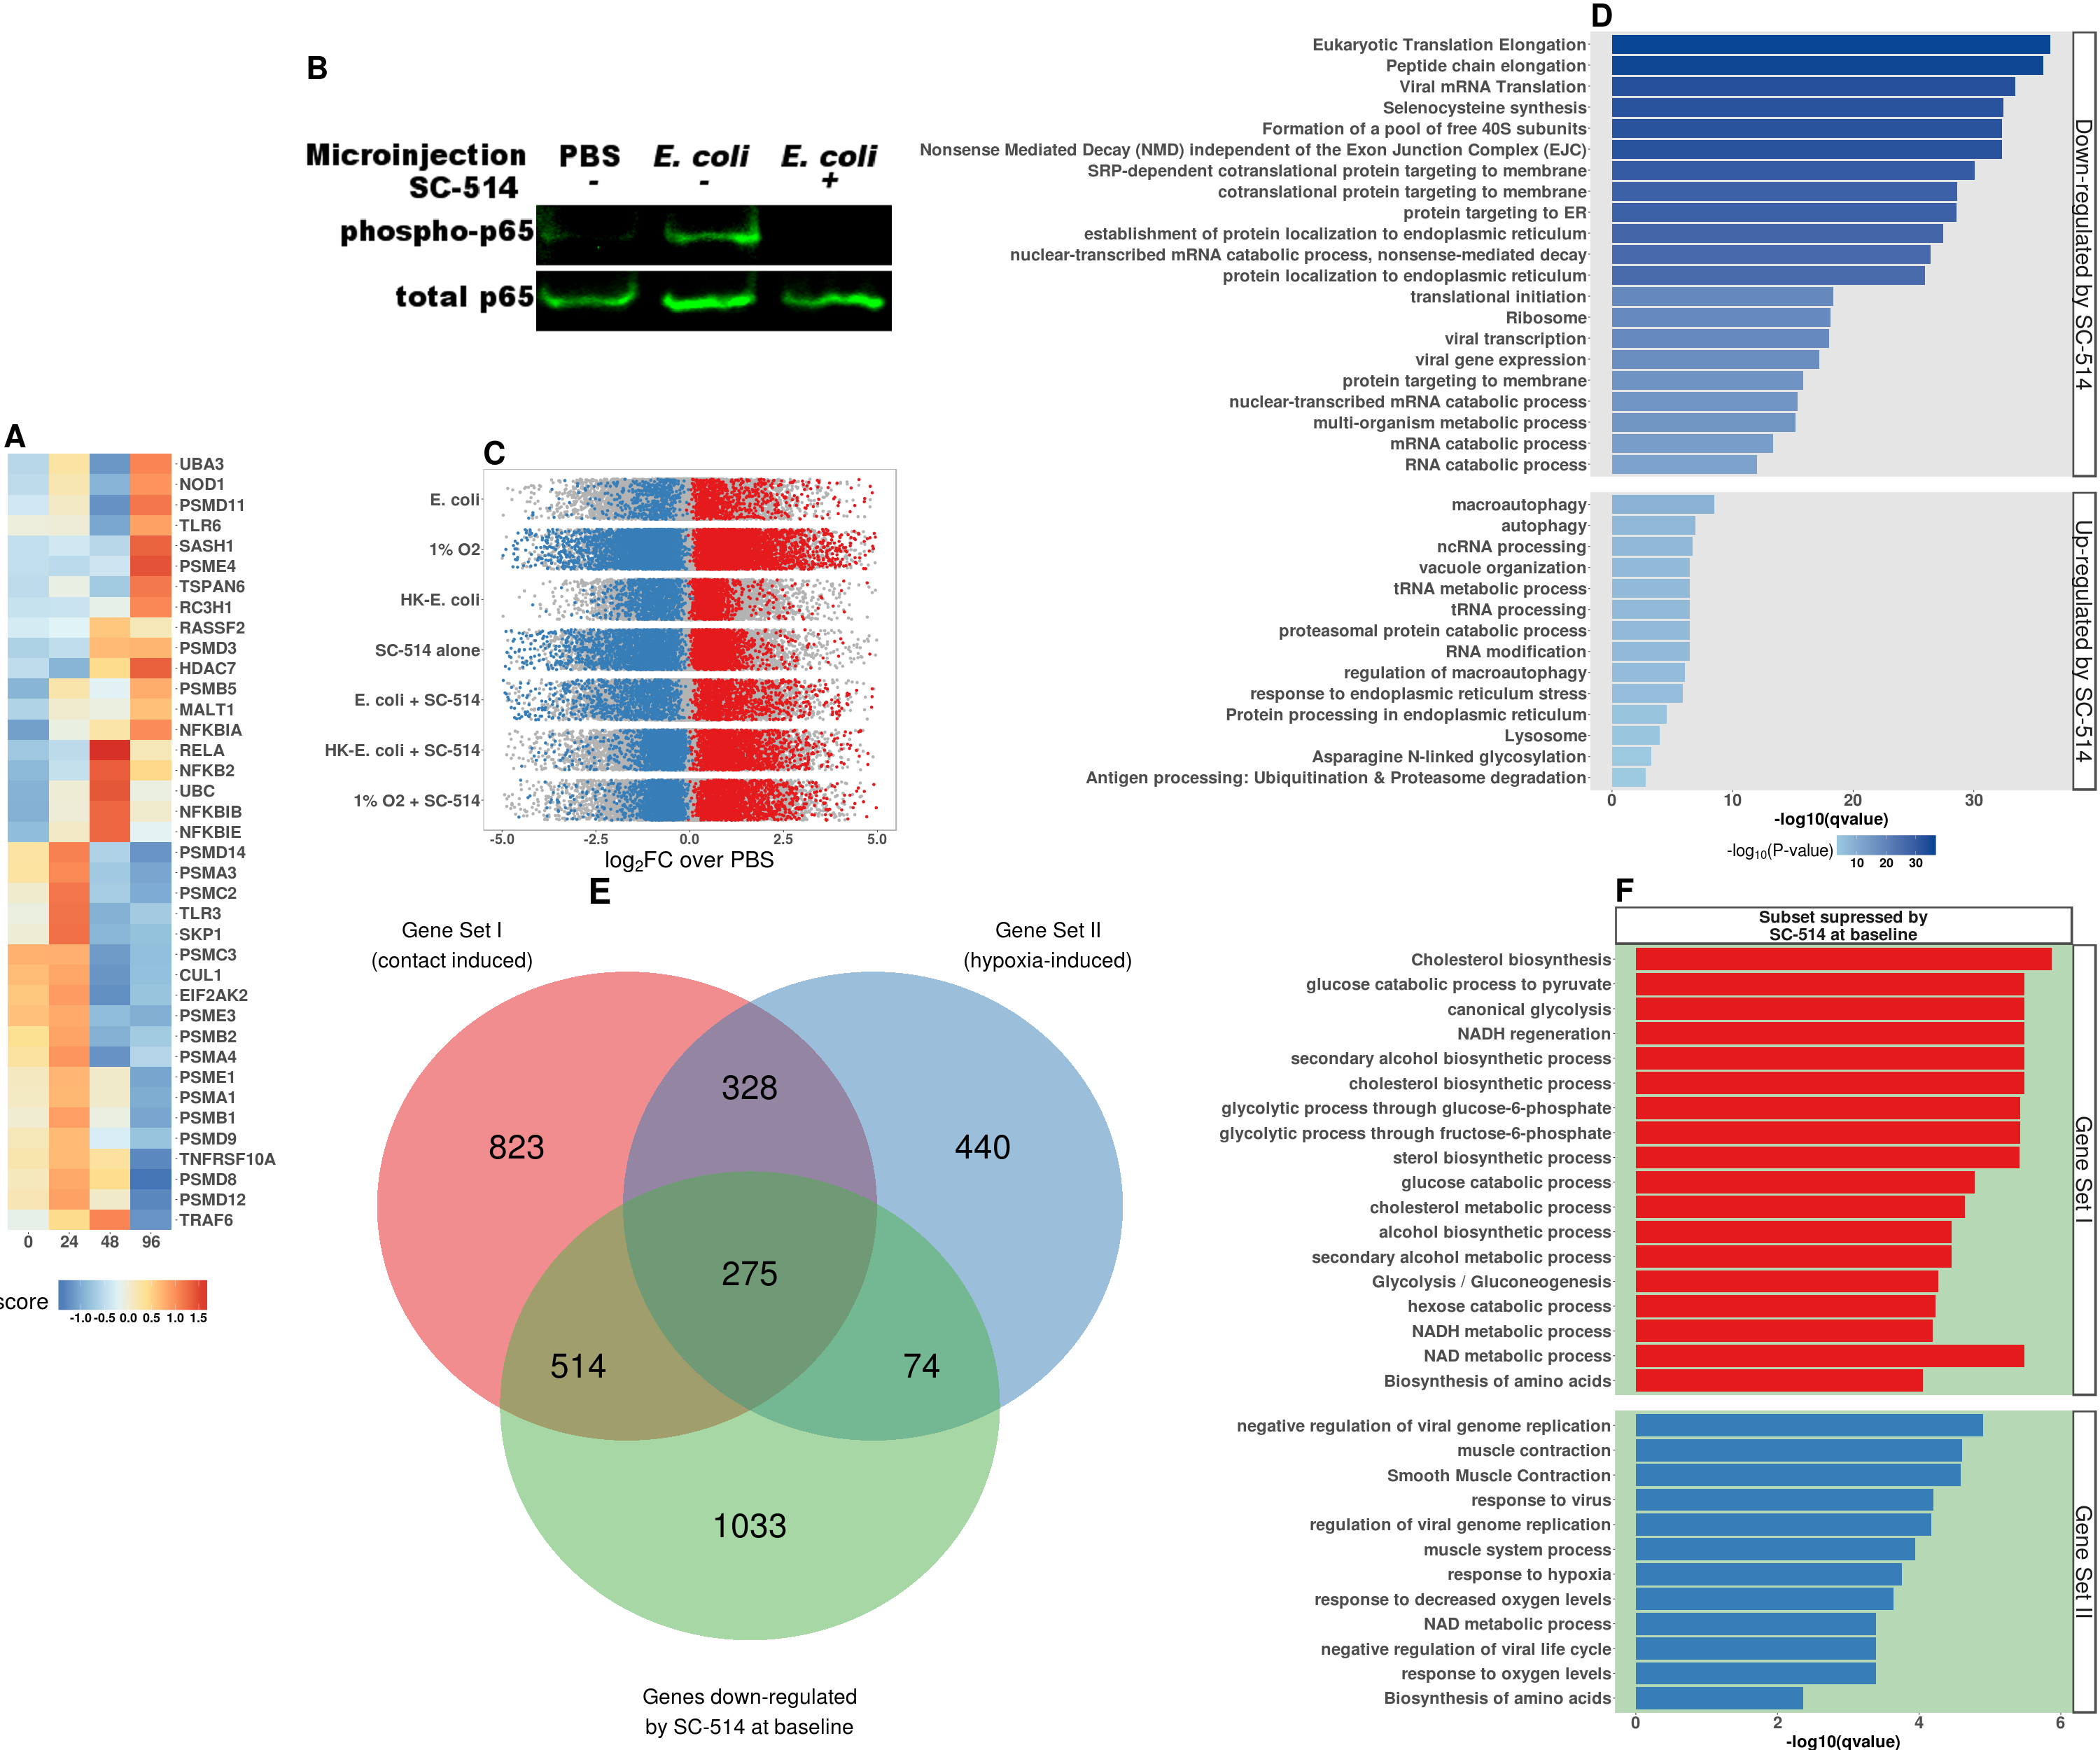 A
UBA3
NOD1
PSMD11
TLR6
SASH1
PSME4
TSPAN6
RC3H1
RASSF2
PSMD3
HDAC7
PSMB5
MALT1
NFKBIA
RELA
NFKB2
UBC
NFKBIB
NFKBIE
PSMD14
PSMA3
PSMC2
TLR3
SKP1
PSMC3
CUL1
EIF2AK2
PSME3
PSMB2
PSMA4
PSME1
PSMA1
PSMB1
PSMD9
TNFRSF10A
PSMD8
PSMD12
TRAF6
0 24 48 96
score
-1.0 -0.5 0.0 0.5 1.0 1.5
B
Microinjection PBS E. coli E. coli
SC-514 - - +
phospho-p65
total p65
C
E. coli
1% O2
HK-E. coli
SC-514 alone
E. coli + SC-514
HK-E. coli + SC-514
1% O2 + SC-514
-5.0 -2.5 0.0 2.5 5.0
log2FC over PBS
D
Eukaryotic Translation Elongation
Peptide chain elongation
Viral mRNA Translation
Selenocysteine synthesis
Formation of a pool of free 40S subunits
Nonsense Mediated Decay (NMD) independent of the Exon Junction Complex (EJC)
SRP-dependent cotranslational protein targeting to membrane
cotranslational protein targeting to membrane
protein targeting to ER
establishment of protein localization to endoplasmic reticulum
nuclear-transcribed mRNA catabolic process, nonsense-mediated decay
protein localization to endoplasmic reticulum
translational initiation
Ribosome
viral transcription
viral gene expression
protein targeting to membrane
nuclear-transcribed mRNA catabolic process
multi-organism metabolic process
mRNA catabolic process
RNA catabolic process
Down-regulated by SC-514
macroautophagy
autophagy
ncRNA processing
vacuole organization
tRNA metabolic process
tRNA processing
proteasomal protein catabolic process
RNA modification
regulation of macroautophagy
response to endoplasmic reticulum stress
Protein processing in endoplasmic reticulum
Lysosome
Asparagine N-linked glycosylation
Antigen processing: Ubiquitination & Proteasome degradation
Up-regulated by SC-514
0 10 20 30
-log10(qvalue)
-log10(P-value)
10 20 30
E
Gene Set I
(contact induced)
Gene Set II
(hypoxia-induced)
328
823
440
275
514
74
1033
Genes down-regulated
by SC-514 at baseline
F
Subset supressed by
SC-514 at baseline
Cholesterol biosynthesis
glucose catabolic process to pyruvate
canonical glycolysis
NADH regeneration
secondary alcohol biosynthetic process
cholesterol biosynthetic process
glycolytic process through glucose-6-phosphate
glycolytic process through fructose-6-phosphate
sterol biosynthetic process
glucose catabolic process
cholesterol metabolic process
alcohol biosynthetic process
secondary alcohol metabolic process
Glycolysis / Gluconeogenesis
hexose catabolic process
NADH metabolic process
NAD metabolic process
Biosynthesis of amino acids
Gene Set I
negative regulation of viral genome replication
muscle contraction
Smooth Muscle Contraction
response to virus
regulation of viral genome replication
muscle system process
response to hypoxia
response to decreased oxygen levels
NAD metabolic process
negative regulation of viral life cycle
response to oxygen levels
Biosynthesis of amino acids
Gene Set II
0 2 4 6
-log10(qvalue)